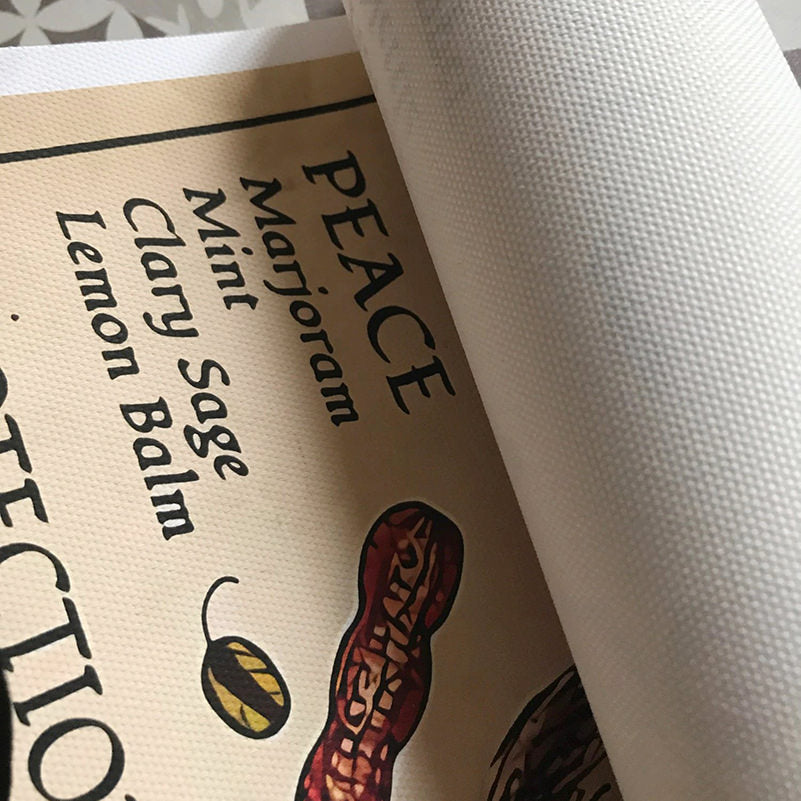 PEACE
Marjoram
Mint
Clary Sage
Lemon Balm